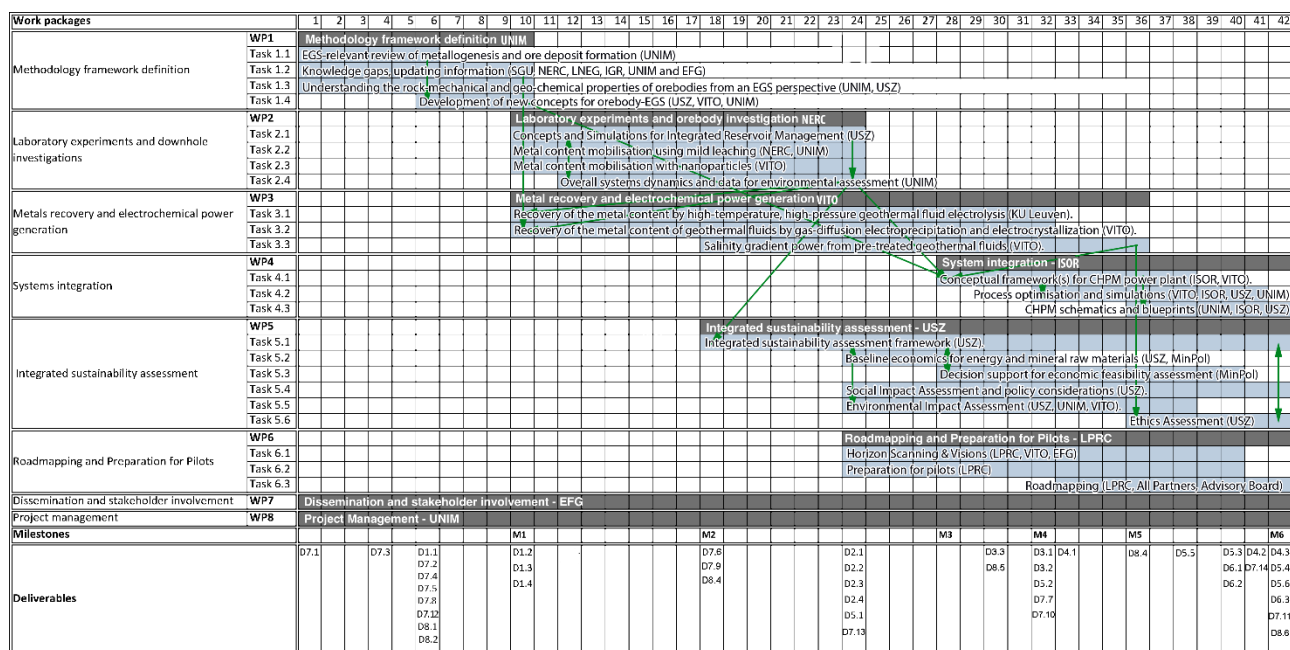 Work packages 1 2 3 4 5 6 7 8 9 10 11 12 13 14 15 16 17 18 19 20 21 22 23 24 25 26 27 28 29 30 31 32 33 34 35 36 37 38 39 40 41 42
Methodology framework definition
WP1 Methodology framework definition UNIM
Task 1.1 EGS-relevant review of metallogenesis and ore deposit formation (UNIM)
Task 1.2 Knowledge gaps, updating information (SGU, NERC, LNEG, IGR, UNIM and EFG)
Task 1.3 Understanding the rock-mechanical and geo-chemical properties of orebodies from an EGS perspective (UNIM, USZ)
Task 1.4 Development of new concepts for orebody-EGS (USZ, VITO, UNIM)
Laboratory experiments and downhole
investigations
WP2 Laboratory experiments and orebody investigation NERC
Task 2.1 Concepts and Simulations for Integrated Reservoir Management (USZ)
Task 2.2 Metal content mobilisation using mild leaching (NERC, UNIM)
Task 2.3 Metal content mobilisation with nanoparticles (VITO)
Task 2.4 Overall systems dynamics and data for environmental assessment (UNIM)
Metals recovery and electrochemical power
generation
WP3 Metal recovery and electrochemical power generation VITO
Task 3.1 Recovery of the metal content by high-temperature, high-pressure geothermal fluid electrolysis (KU Leuven).
Task 3.2 Recovery of the metal content of geothermal fluids by gas-diffusion electroprecipitation and electrocrystallization (VITO).
Task 3.3 Salinity gradient power from pre-treated geothermal fluids (VITO).
Systems integration
WP4 System integration - ISOR
Task 4.1 Conceptual framework(s) for CHPM power plant (ISOR, VITO).
Task 4.2 Process optimisation and simulations (VITO, ISOR, USZ, UNIM)
Task 4.3 CHPM schematics and blueprints (UNIM, ISOR, USZ)
Integrated sustainability assessment
WP5 Integrated sustainability assessment - USZ
Task 5.1 Integrated sustainability assessment framework (USZ).
Task 5.2 Baseline economics for energy and mineral raw materials (USZ, MinPol)
Task 5.3 Decision support for economic feasibility assessment (MinPol)
Task 5.4 Social Impact Assessment and policy considerations (USZ).
Task 5.5 Environmental Impact Assessment (USZ, UNIM, VITO).
Task 5.6 Ethics Assessment (USZ)
Roadmapping and Preparation for Pilots
WP6 Roadmapping and Preparation for Pilots - LPRC
Task 6.1 Horizon Scanning & Visions (LPRC, VITO, EFG)
Task 6.2 Preparation for pilots (LPRC)
Task 6.3 Roadmapping (LPRC, All Partners, Advisory Board)
Dissemination and stakeholder involvement WP7 Dissemination and stakeholder involvement - EFG
Project management WP8 Project Management - UNIM
Milestones M1 M2 M3 M4 M5 M6
Deliverables
D7.1 D7.3 D1.1 D1.2 D7.6 D2.1 D3.3 D3.1 D4.1 D8.4 D5.5 D5.3 D4.2 D4.3
D7.2 D1.3 D7.9 D2.2 D8.5 D3.2 D6.1 D7.14 D5.4
D7.4 D1.4 D8.4 D2.3 D5.2 D6.2 D5.6
D7.5 D2.4 D7.7 D6.3
D7.8 D5.1 D7.10 D7.11
D7.12 D7.13 D8.6
D8.1
D8.2